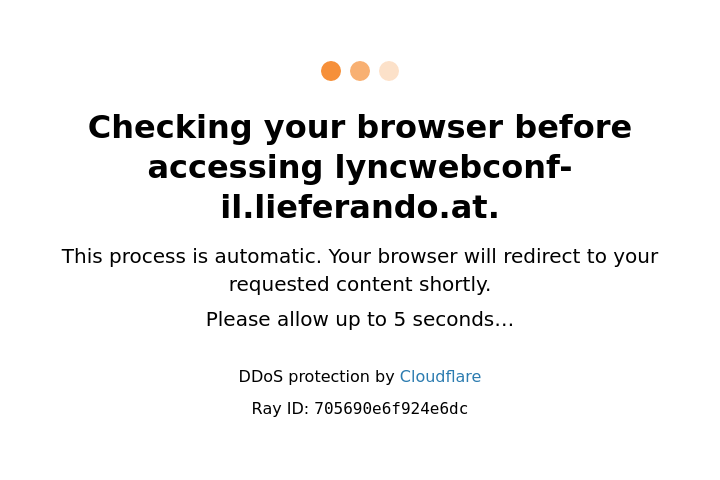 Checking your browser before
accessing lyncwebconf-
il.lieferando.at.
This process is automatic. Your browser will redirect to your
requested content shortly.
Please allow up to 5 seconds…
DDoS protection by Cloudflare
Ray ID: 705690e6f924e6dc